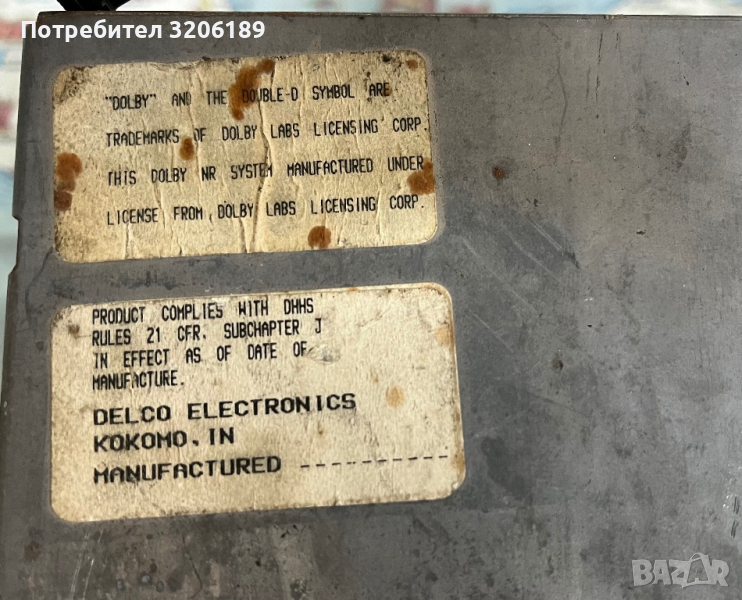 Потребител 3206189
"DOLBY" AND THE DOUBLE-D SYMBOL ARE
TRADEMARKS OF DOLBY LABS LICENSING CORP.
THIS DOLBY NR SYSTEM MANUFACTURED UNDER
LICENSE FROM DOLBY LABS LICENSING CORP.
PRODUCT COMPLIES WITH DHHS
RULES 21 CFR. SUBCHAPTER J
IN EFFECT AS OF DATE OF
MANUFACTURE.
DELCO ELECTRONICS
KOKOMO, IN
MANUFACTURED ----------
BAZAR